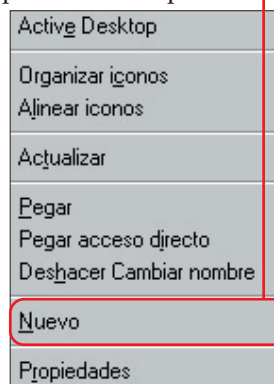 Active Desktop
Organizar iconos
Alinear iconos
Actualizar
Pegar
Pegar acceso directo
Deshacer Cambiar nombre
Nuevo
Propiedades